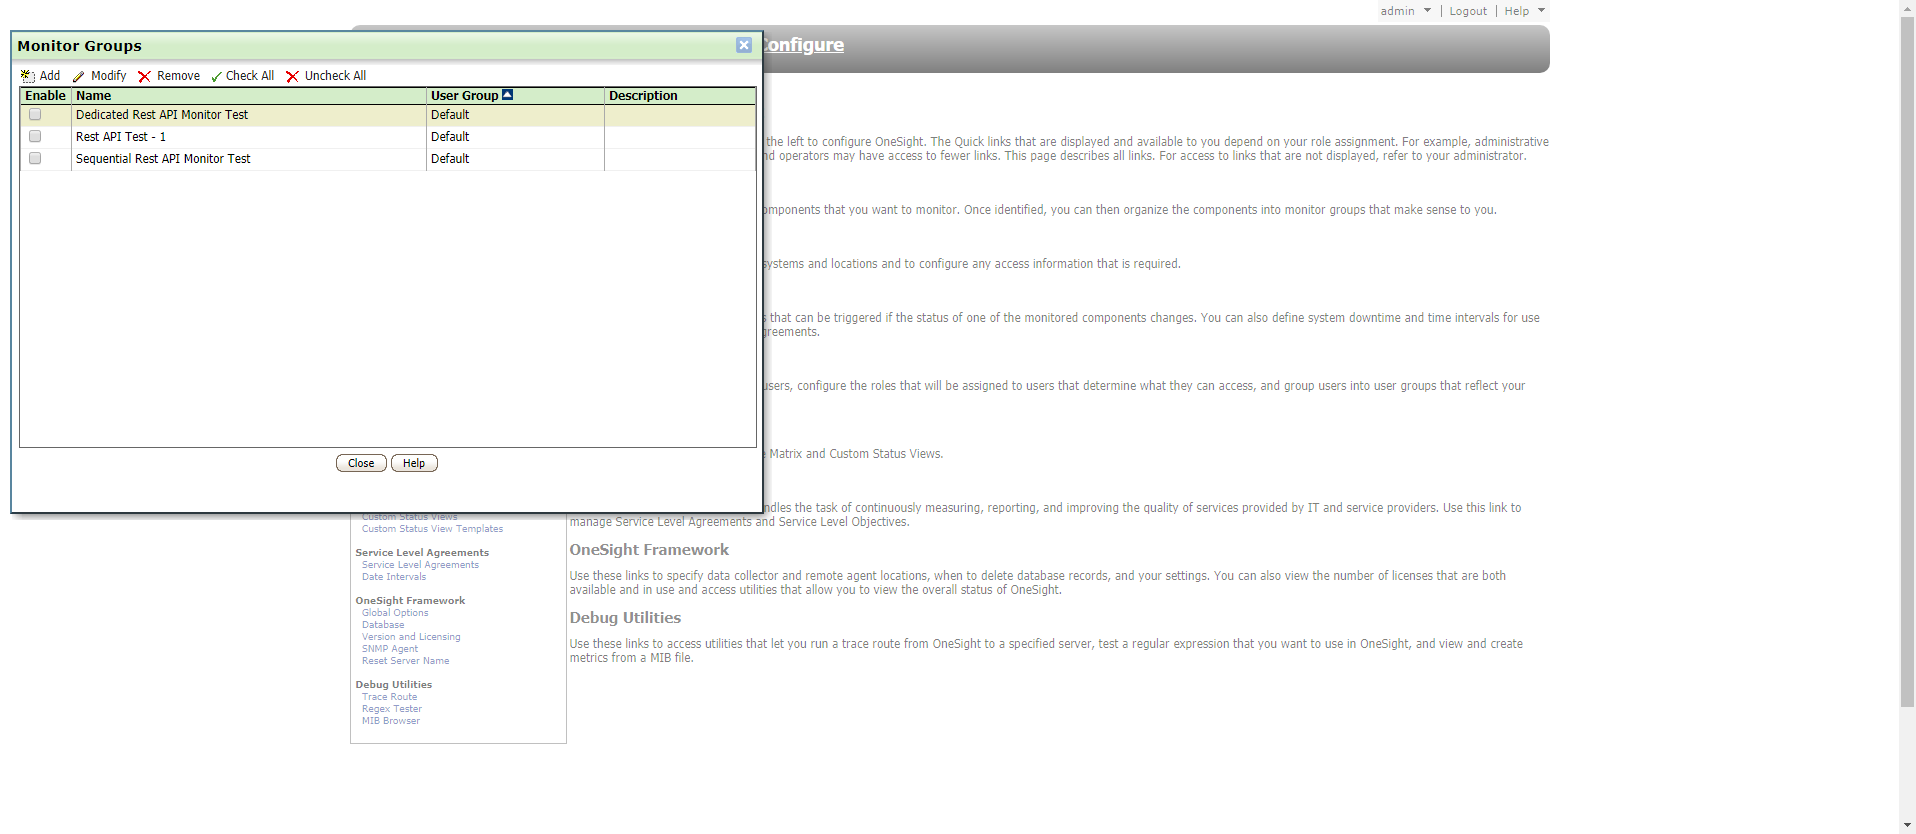 admin | Logout | Help
Monitor Groups
Configure
Add Modify Remove Check All Uncheck All
Enable Name User Group Description
Dedicated Rest API Monitor Test Default
Rest API Test - 1 Default
Sequential Rest API Monitor Test Default
Close Help
the left to configure OneSight. The Quick links that are displayed and available to you depend on your role assignment. For example, administrative
operators may have access to fewer links. This page describes all links. For access to links that are not displayed, refer to your administrator.
omponents that you want to monitor. Once identified, you can then organize the components into monitor groups that make sense to you.
systems and locations and to configure any access information that is required.
s that can be triggered if the status of one of the monitored components changes. You can also define system downtime and time intervals for use
greements.
users, configure the roles that will be assigned to users that determine what they can access, and group users into user groups that reflect your
Matrix and Custom Status Views.
ndles the task of continuously measuring, reporting, and improving the quality of services provided by IT and service providers. Use this link to
manage Service Level Agreements and Service Level Objectives.
OneSight Framework
Use these links to specify data collector and remote agent locations, when to delete database records, and your settings. You can also view the number of licenses that are both
available and in use and access utilities that allow you to view the overall status of OneSight.
Debug Utilities
Use these links to access utilities that let you run a trace route from OneSight to a specified server, test a regular expression that you want to use in OneSight, and view and create
metrics from a MIB file.
Custom Status Views
Custom Status View Templates
Service Level Agreements
Service Level Agreements
Date Intervals
OneSight Framework
Global Options
Database
Version and Licensing
SNMP Agent
Reset Server Name
Debug Utilities
Trace Route
Regex Tester
MIB Browser